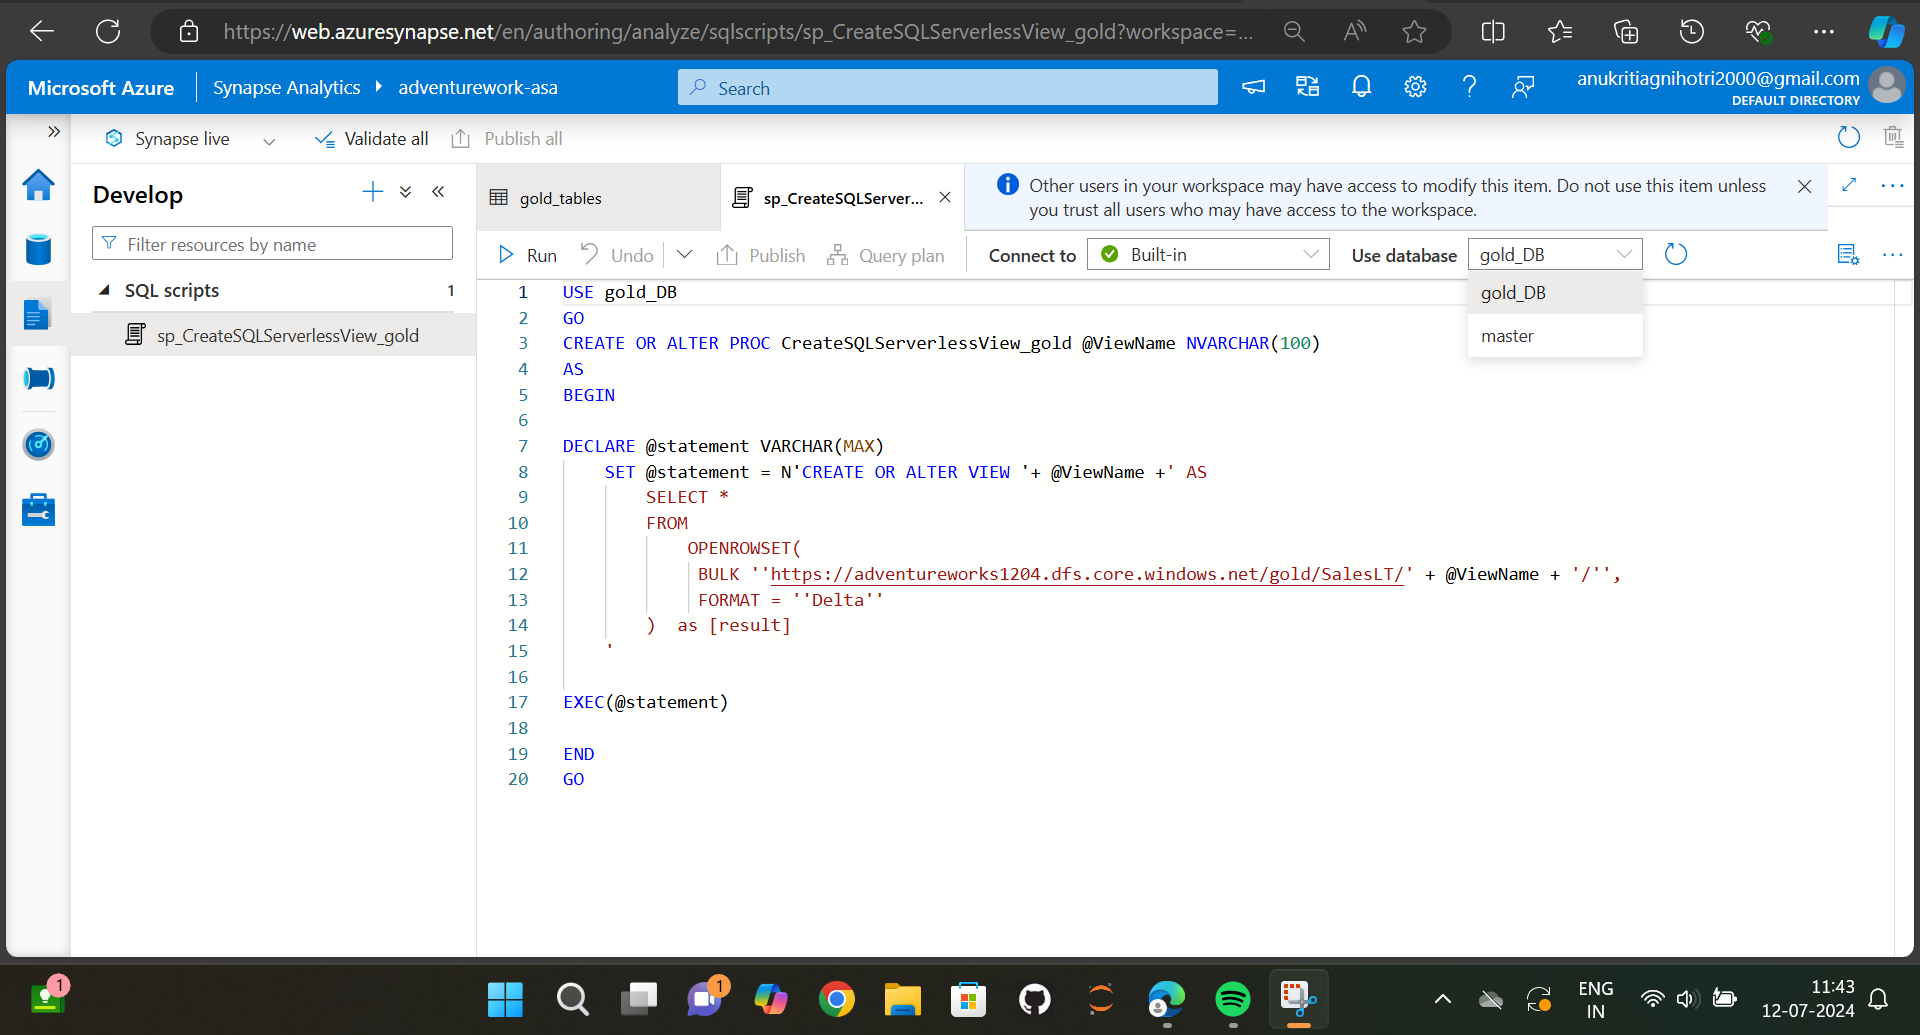 https://web.azuresynapse.net/en/authoring/analyze/sqlscripts/sp_CreateSQLServerlessView_gold?workspace=...
Microsoft Azure
Synapse Analytics
adventurework-asa
Search
anukritiagnihotri2000@gmail.com
DEFAULT DIRECTORY
Synapse live
Validate all
Publish all
Develop
Filter resources by name
SQL scripts 1
sp_CreateSQLServerlessView_gold
gold_tables
sp_CreateSQLServer...
Other users in your workspace may have access to modify this item. Do not use this item unless
you trust all users who may have access to the workspace.
Run
Undo
Publish
Query plan
Connect to
Built-in
Use database
gold_DB
gold_DB
master
1 USE gold_DB
2 GO
3 CREATE OR ALTER PROC CreateSQLServerlessView_gold @ViewName NVARCHAR(100)
4 AS
5 BEGIN
6
7 DECLARE @statement VARCHAR(MAX)
8 SET @statement = N'CREATE OR ALTER VIEW '+ @ViewName +' AS
9 SELECT *
10 FROM
11 OPENROWSET(
12 BULK ''https://adventureworks1204.dfs.core.windows.net/gold/SalesLT/' + @ViewName + '/'',
13 FORMAT = ''Delta''
14 ) as [result]
15 '
16
17 EXEC(@statement)
18
19 END
20 GO
1
1
ENG
IN
11:43
12-07-2024